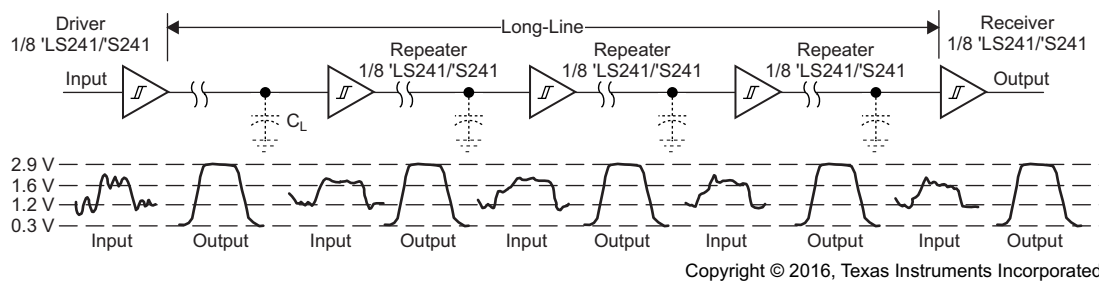 Driver
1/8 'LS241/'S241
Long-Line
Receiver
1/8 'LS241/'S241
Repeater
1/8 'LS241/'S241
Repeater
1/8 'LS241/'S241
Repeater
1/8 'LS241/'S241
Input
Output
CL
2.9 V
1.6 V
1.2 V
0.3 V
Input
Output
Input
Output
Input
Output
Input
Output
Input
Output
Copyright © 2016, Texas Instruments Incorporated